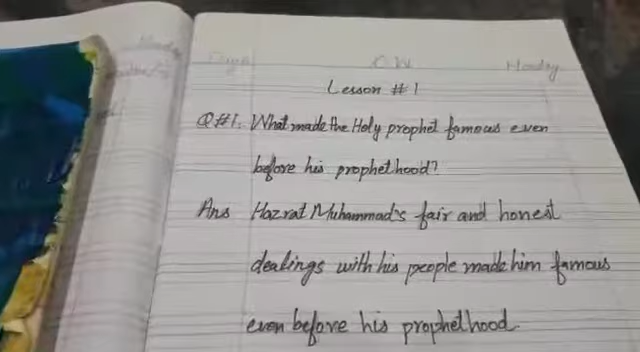 C.W
Lesson # 1
Q#1. What made the Holy prophet famous even
before his prophethood?
Ans Hazrat Muhammad's fair and honest
dealings with his people made him famous
even before his prophethood.